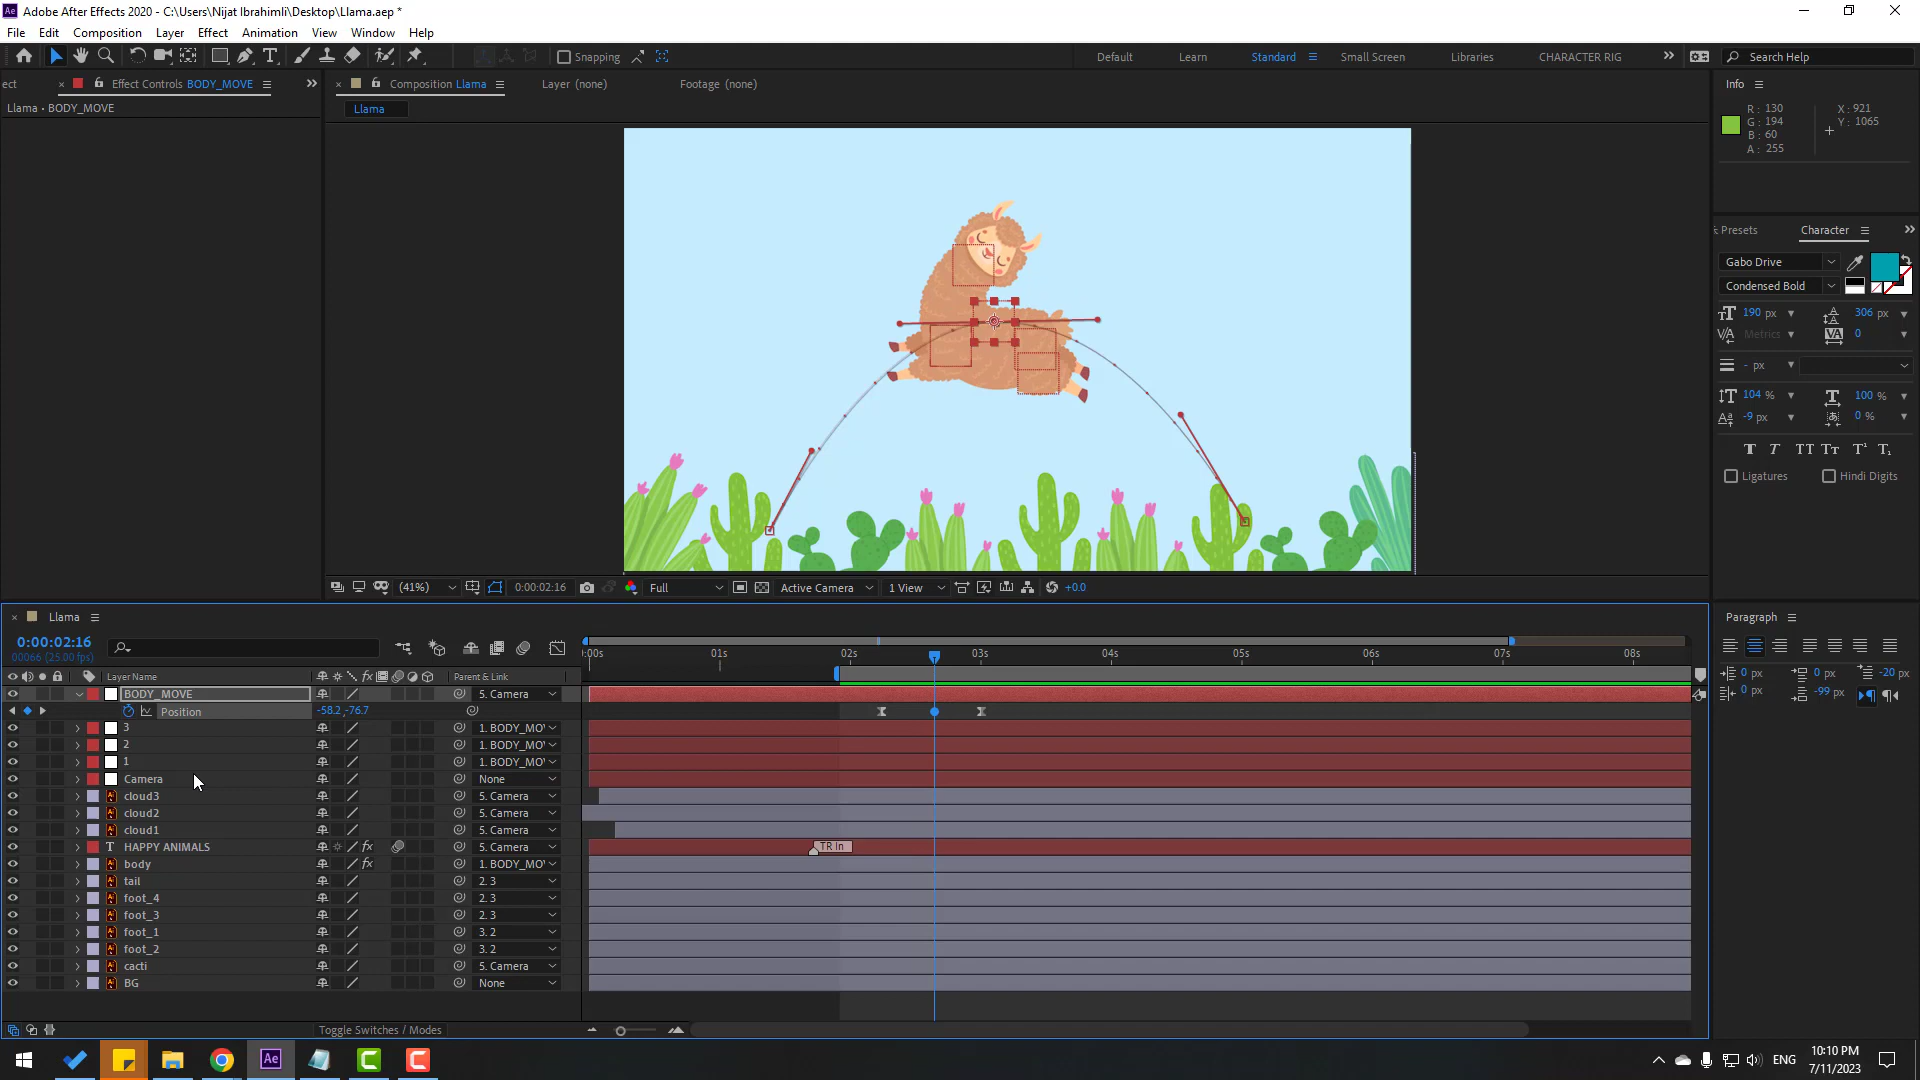 Adobe After Effects 2020 - C:\Users\Nijat Ibrahimli\Desktop\Llama.aep *
File Edit Composition Layer Effect Animation View Window Help
Snapping Default Learn Standard Small Screen Libraries CHARACTER RIG Search Help
ect Effect Controls BODY_MOVE Composition Llama Layer (none) Footage (none) Info
Llama • BODY_MOVE
Llama
R : 130 X : 921
G : 194 Y : 1065
B : 60
A : 255
Presets Character
Gabo Drive
Condensed Bold
190 px 306 px
Metrics 0
- px
104 % 100 %
-9 px 0 %
Ligatures Hindi Digits
(41%) 0:00:02:16 Full Active Camera 1 View +0.0
Llama
Paragraph
0:00:02:16
00066 (25.00 fps)
:00s 01s 02s 03s 04s 05s 06s 07s 08s
0 px 0 px -20 px
0 px -99 px
Layer Name Parent & Link
BODY_MOVE 5. Camera
Position -58.2,-76.7
3 1. BODY_MO
2 1. BODY_MO
1 1. BODY_MO
Camera None
cloud3 5. Camera
cloud2 5. Camera
cloud1 5. Camera
HAPPY ANIMALS 5. Camera TR In
body 1. BODY_MO
tail 2. 3
foot_4 2. 3
foot_3 2. 3
foot_1 3. 2
foot_2 3. 2
cacti 5. Camera
BG None
Toggle Switches / Modes
ENG
10:10 PM
7/11/2023